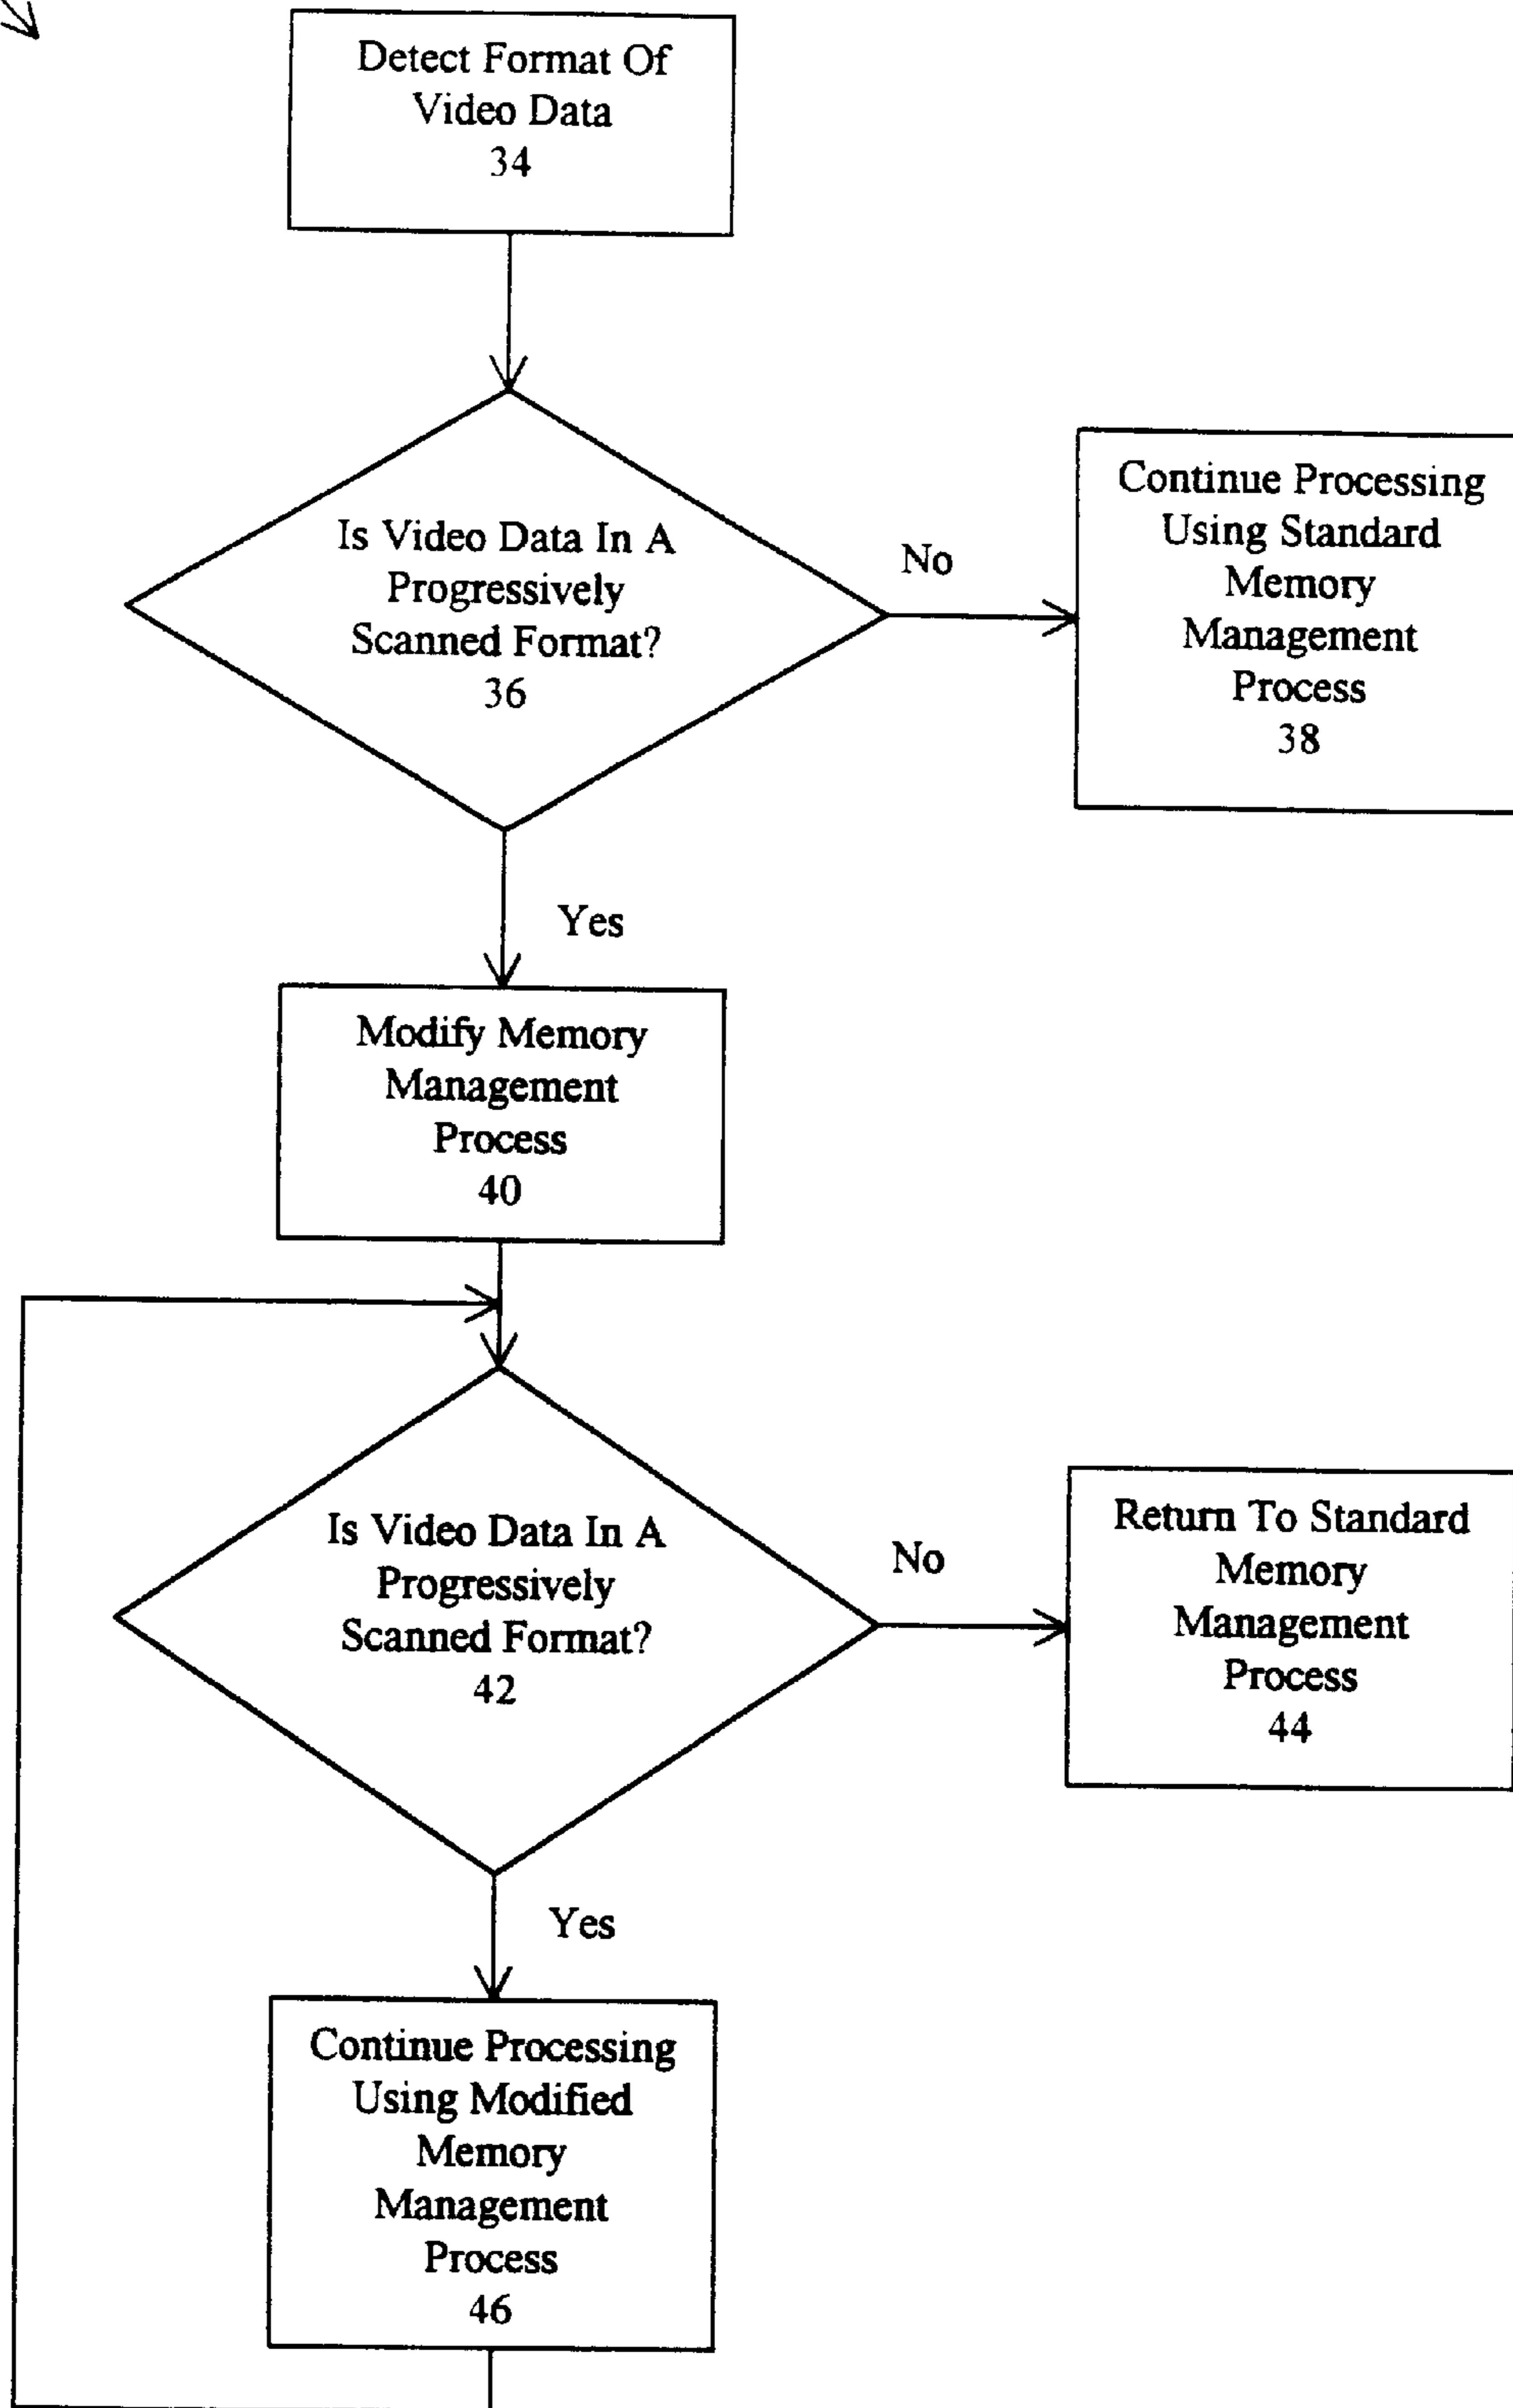 Detect Format Of
Video Data
34
Is Video Data In A
Progressively
Scanned Format?
36
No
Continue Processing
Using Standard
Memory
Management
Process
38
Yes
Modify Memory
Management
Process
40
Is Video Data In A
Progressively
Scanned Format?
42
No
Return To Standard
Memory
Management
Process
44
Yes
Continue Processing
Using Modified
Memory
Management
Process
46